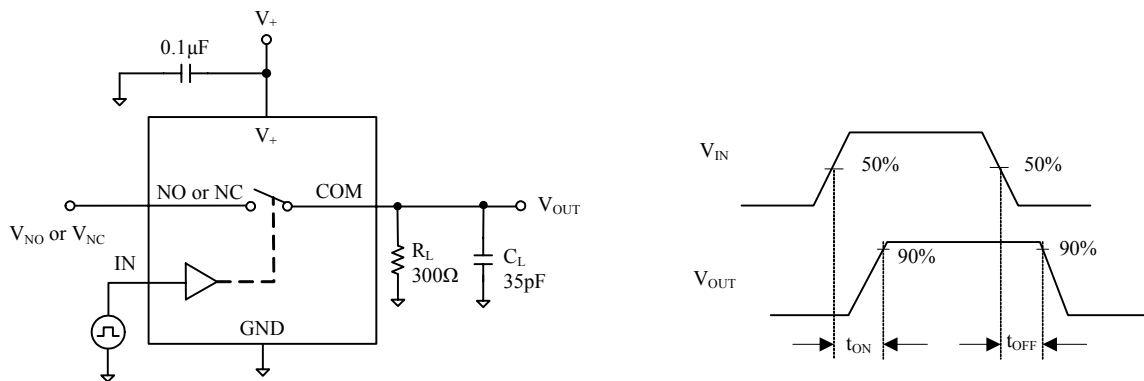 V+
0.1μF
V+
NO or NC
COM
VOUT
VNO or VNC
IN
RL
300Ω
CL
35pF
GND
VIN
50%
50%
VOUT
90%
90%
tON
tOFF